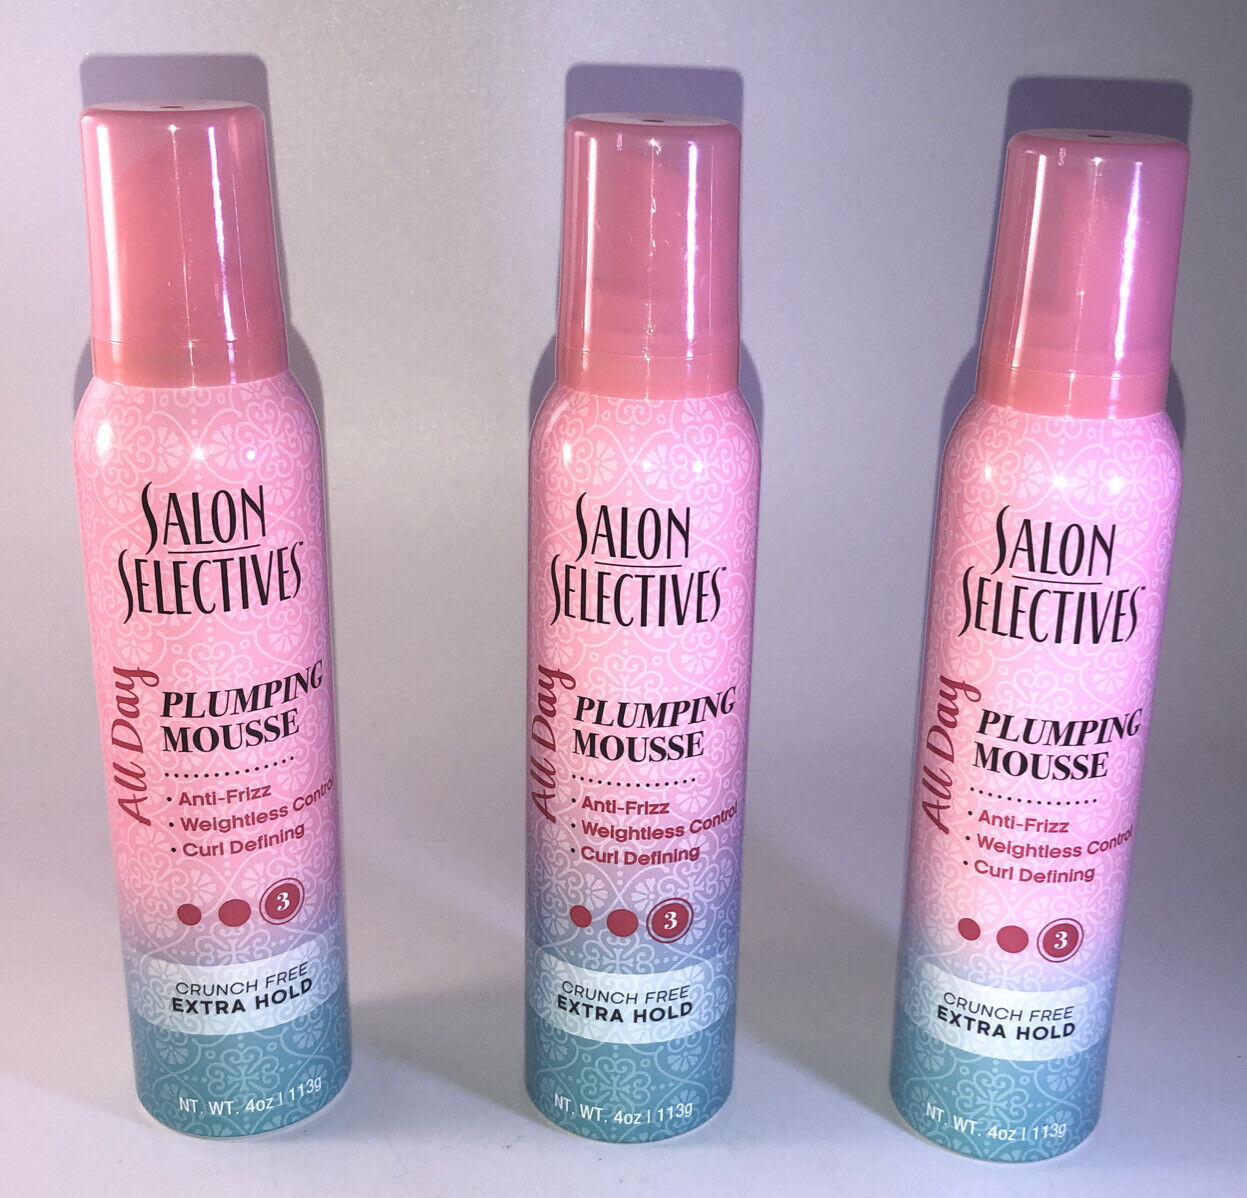 SALON
SELECTIVES™
All Day
PLUMPING
MOUSSE
• Anti-Frizz
• Weightless Control
• Curl Defining
3
CRUNCH FREE
EXTRA HOLD
NT. WT. 4oz | 113g
SALON
SELECTIVES™
All Day
PLUMPING
MOUSSE
• Anti-Frizz
• Weightless Control
• Curl Defining
3
CRUNCH FREE
EXTRA HOLD
NT. WT. 4oz | 113g
SALON
SELECTIVES™
All Day
PLUMPING
MOUSSE
• Anti-Frizz
• Weightless Control
• Curl Defining
3
CRUNCH FREE
EXTRA HOLD
NT. WT. 4oz | 113g